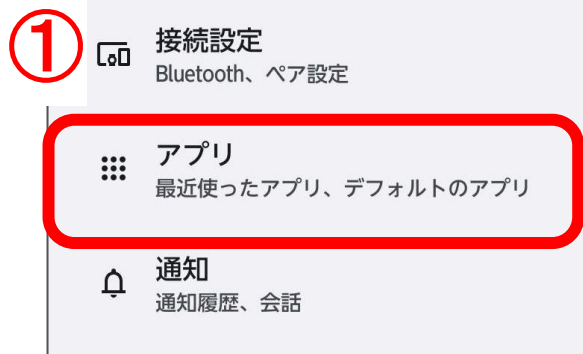 ①
接続設定
Bluetooth、ペア設定
アプリ
最近使ったアプリ、デフォルトのアプリ
通知
通知履歴、会話